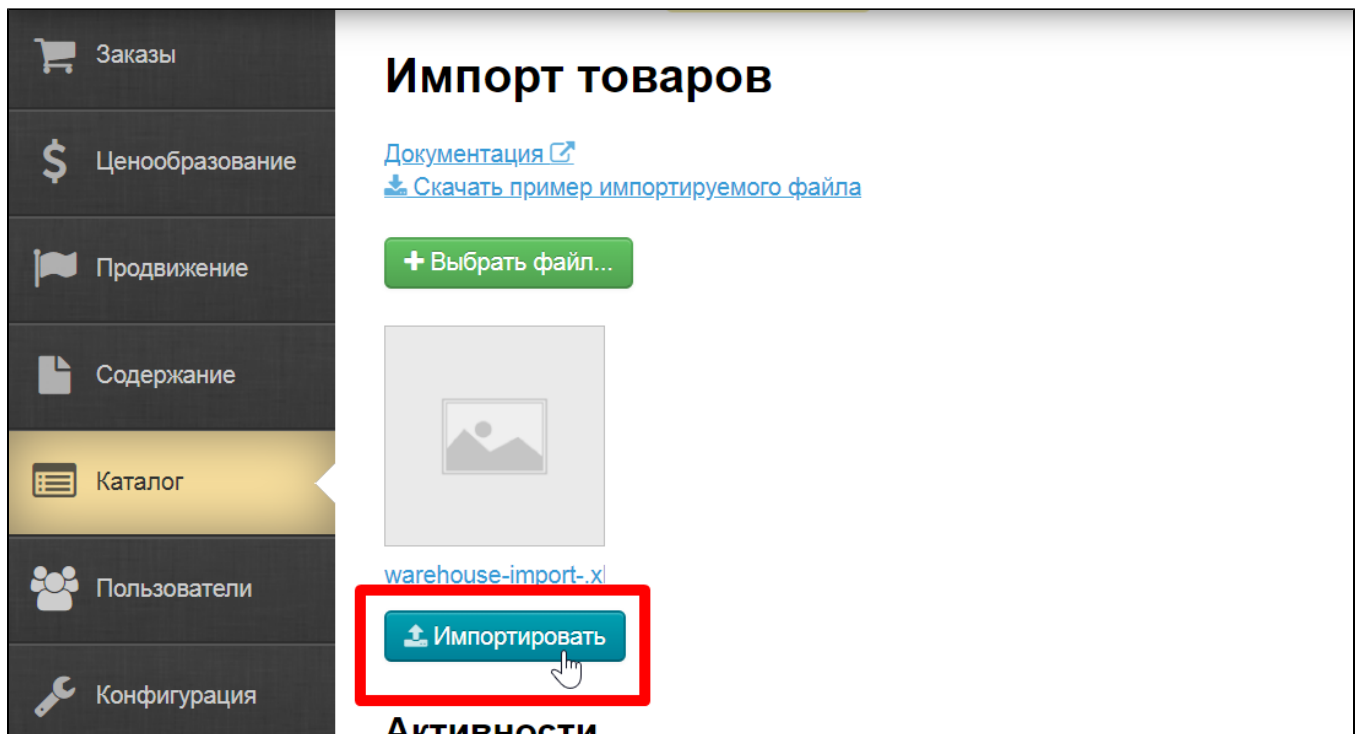 Заказы
Ценообразование
Продвижение
Содержание
Каталог
Пользователи
Конфигурация
Импорт товаров
Документация
Скачать пример импортируемого файла
Выбрать файл...
warehouse-import-.xl
Импортировать
Активности